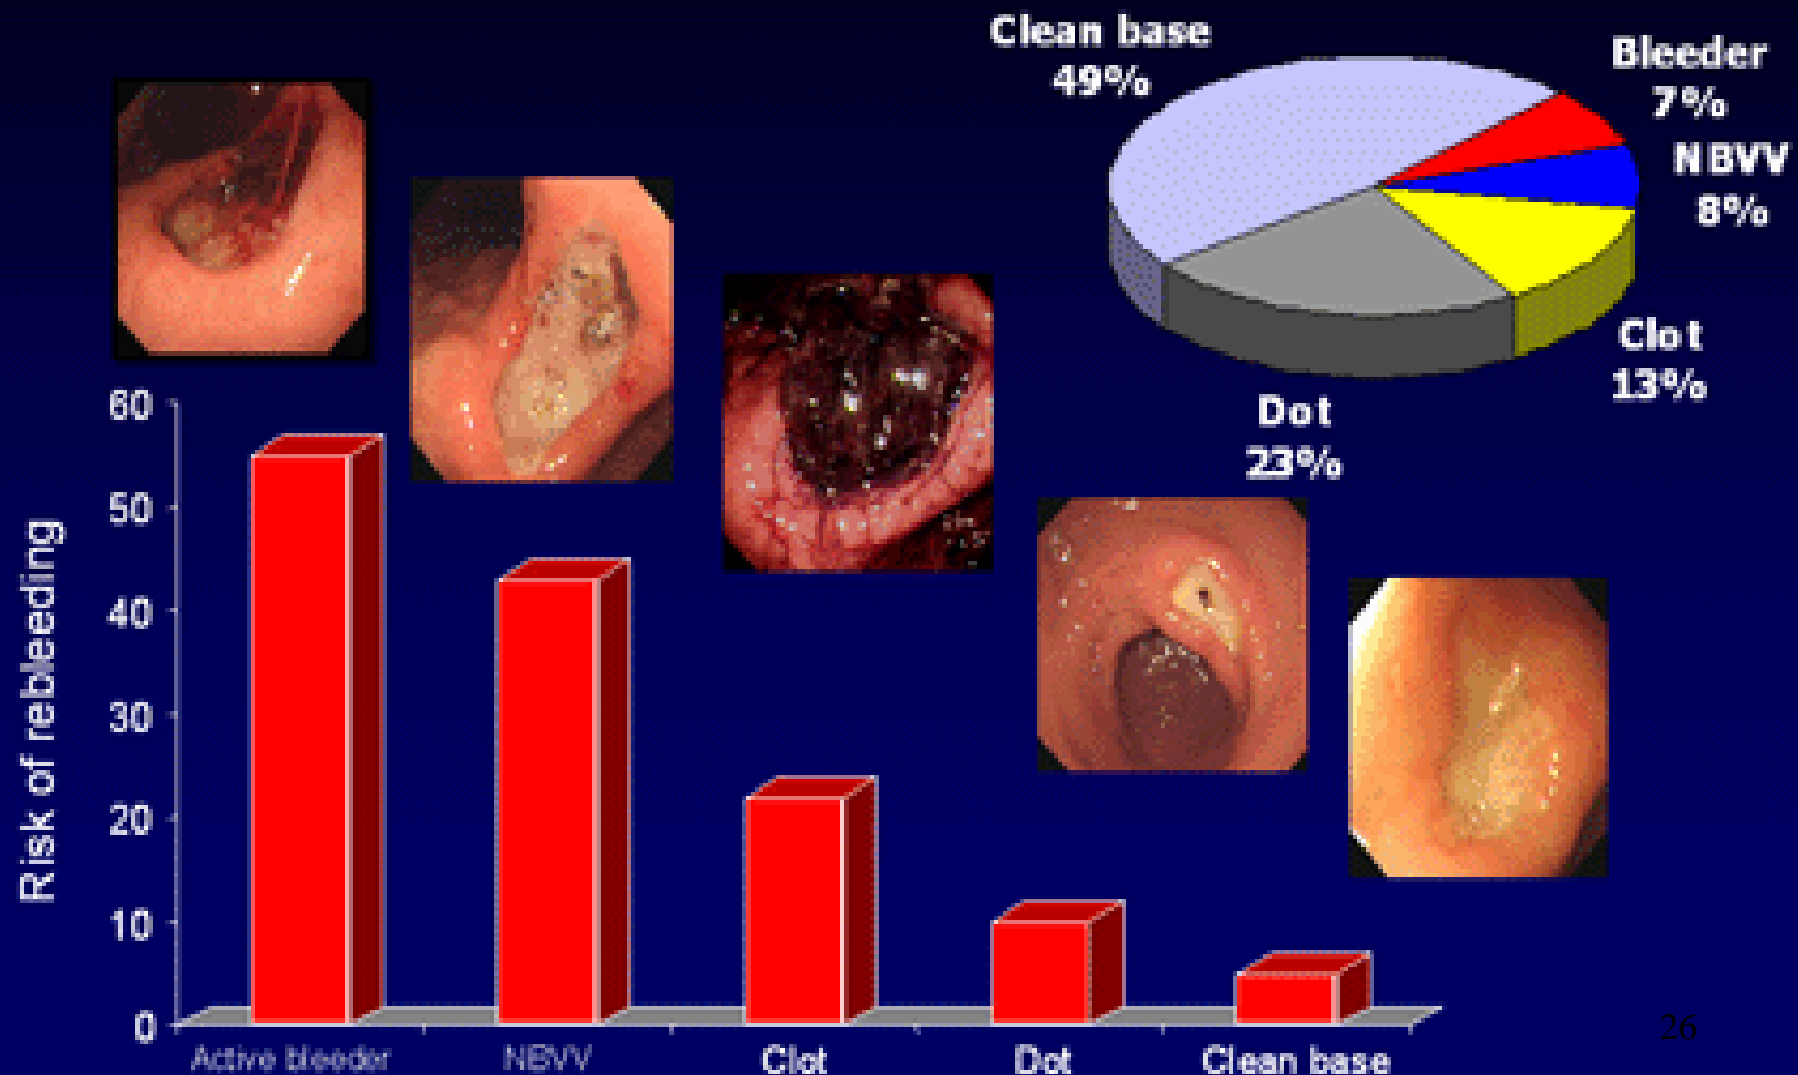 Clean base
49%
Bleeder
7%
NBVV
8%
Clot
13%
Dot
23%
Risk of rebleeding
60
50
40
30
20
10
0
Active bleeder
NBVV
Clot
Dot
Clean base
26